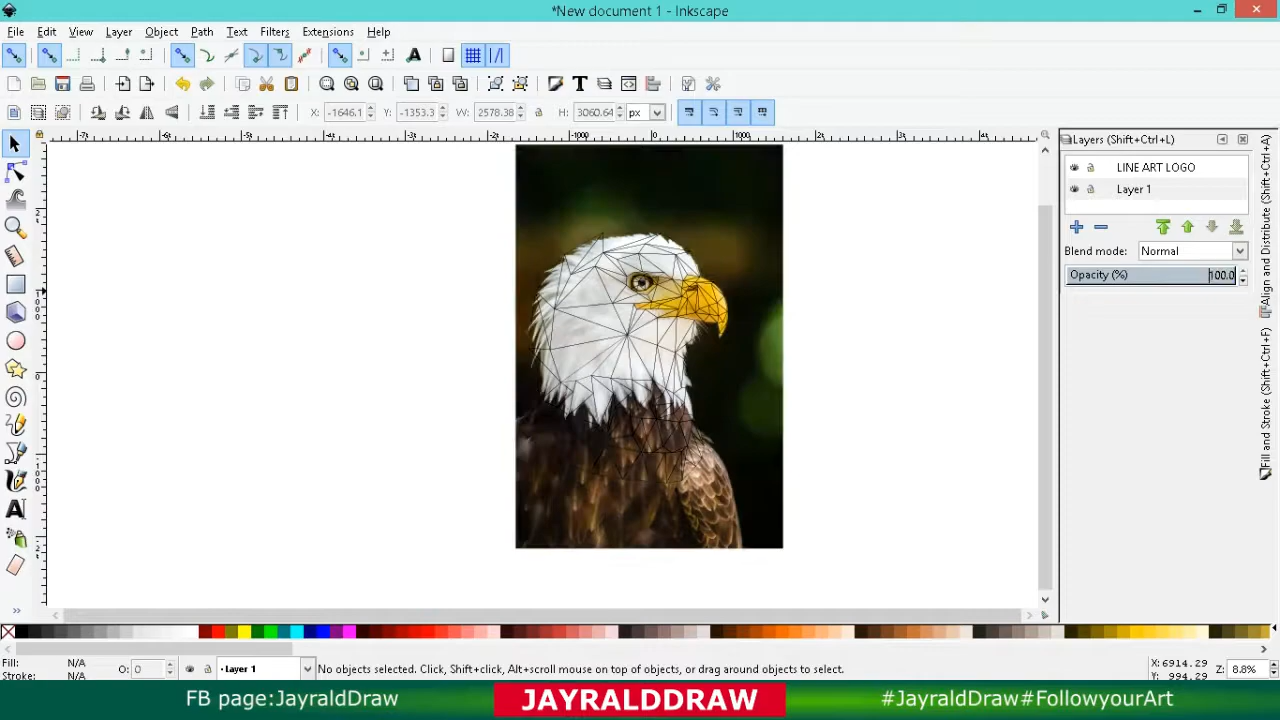 *New document 1 - Inkscape
File Edit View Layer Object Path Text Filters Extensions Help
X: -1646.1 Y: -1353.3 W: 2578.38 H: 3060.64 px
Layers (Shift+Ctrl+L)
LINE ART LOGO
Layer 1
Blend mode: Normal
Opacity (%) 100.0
Align and Distribute (Shift+Ctrl+A)
Fill and Stroke (Shift+Ctrl+F)
Fill: N/A O: 0 Layer 1 No objects selected. Click, Shift+click, Alt+scroll mouse on top of objects, or drag around objects to select. X: 6914.29 Z: 8.8%
Stroke: N/A Y: 994.29
FB page:JayraldDraw JAYRALDDRAW #JayraldDraw#FollowyourArt